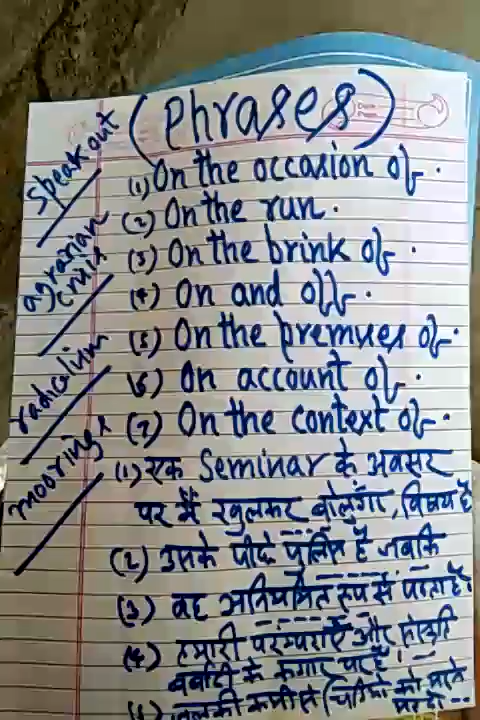 (Phrases)
speak out
(1) On the occasion of.
(2) On the run.
agrarian
crisis
(3) On the brink of.
(4) On and off.
(5) On the premises of.
radicalism
(6) On account of.
(7) On the context of.
moorings
(1) एक Seminar के अवसर
पर मैं खुलकर बोलुंगा, विषय है
(2) उसके पीछे पुलिस है जबकि
(3) वह अनियमित रूप से पढ़ता है।
(4) हमारी परम्पराएँ और संस्कृति
बर्बादी के कगार पर है।
(5) को